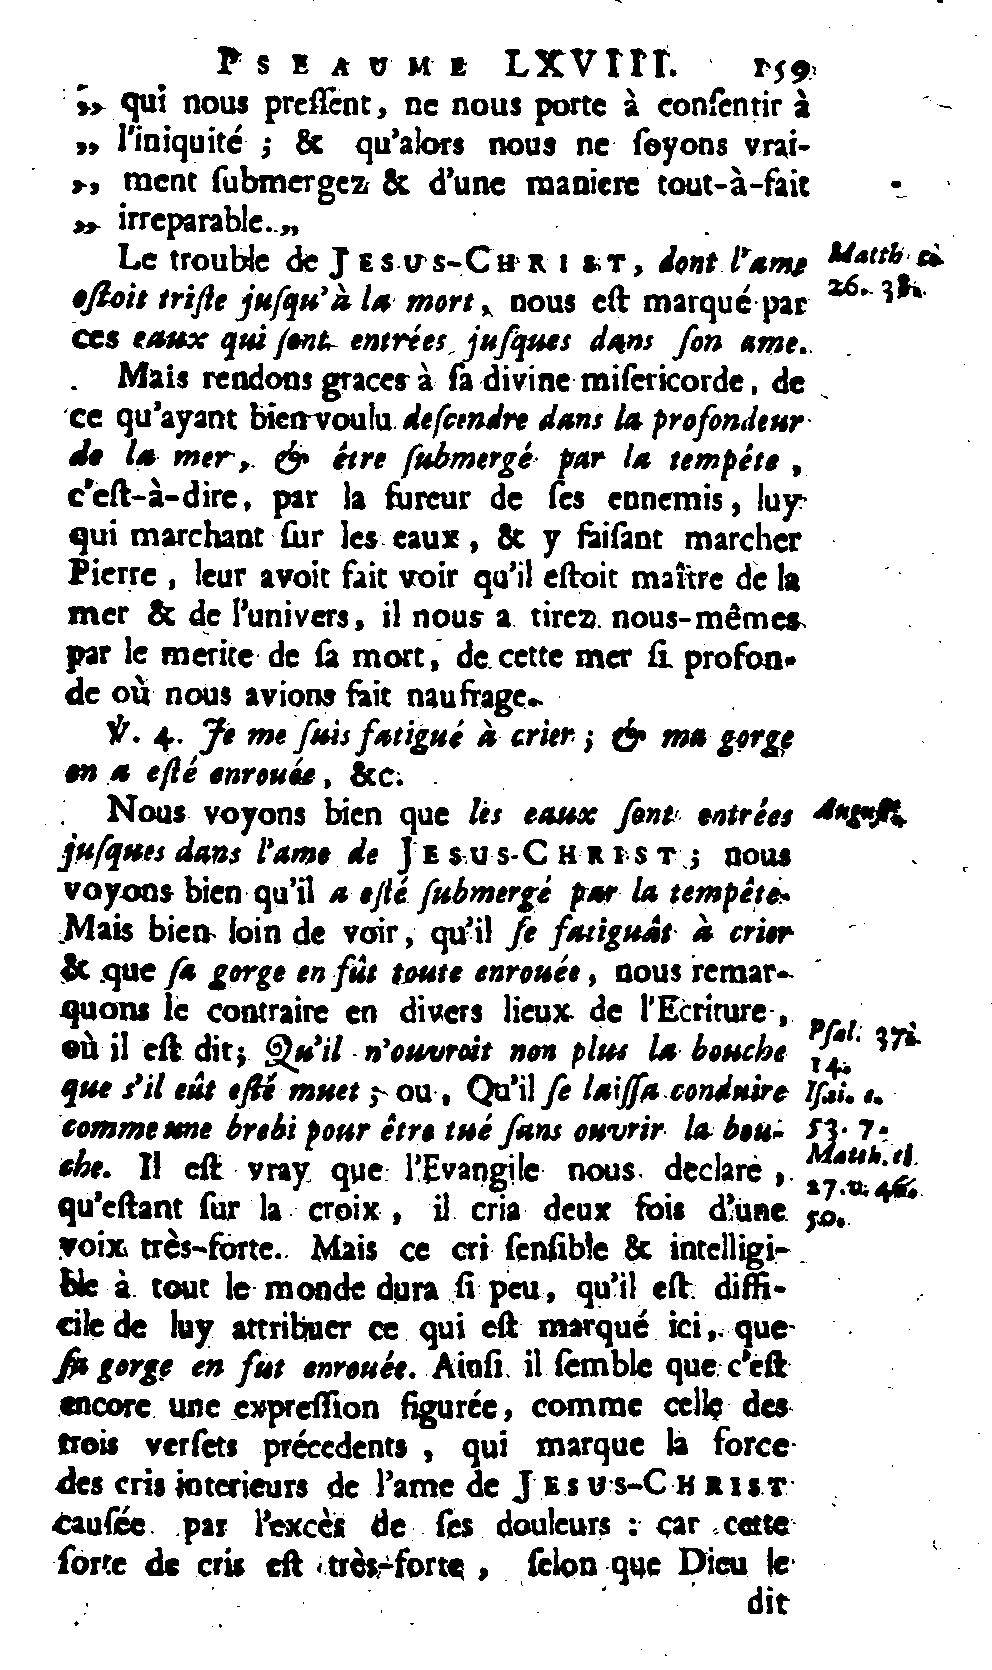 PSEAUME LXVIII. 159
„ qui nous preſſent, ne nous porte à conſentir à
„ l'iniquité ; & qu'alors nous ne ſoyons vrai-
„ ment ſubmergez & d'une maniere tout-à-fait
„ irreparable. „
Le trouble de JESUS-CHRIST, dont l'ame
eſtoit triſte juſqu'à la mort, nous eſt marqué par
ces eaux qui ſont entrées juſques dans ſon ame.
Matth. c.
26. 38.
Mais rendons graces à ſa divine miſericorde, de
ce qu'ayant bien voulu deſcendre dans la profondeur
de la mer, & être ſubmergé par la tempéte,
c'eſt-à-dire, par la fureur de ſes ennemis, luy
qui marchant ſur les eaux, & y faiſant marcher
Pierre, leur avoit fait voir qu'il eſtoit maître de la
mer & de l'univers, il nous a tirez nous-mêmes
par le merite de ſa mort, de cette mer ſi profon-
de où nous avions fait naufrage.
℣. 4. Je me ſuis fatigué à crier ; & ma gorge
en a eſté enrouée, &c.
Nous voyons bien que les eaux ſont entrées
juſques dans l'ame de JESUS-CHRIST ; nous
voyons bien qu'il a eſté ſubmergé par la tempête.
Mais bien loin de voir, qu'il ſe fatiguât à crier
& que ſa gorge en fût toute enrouée, nous remar-
quons le contraire en divers lieux de l'Ecriture,
où il eſt dit; Qu'il n'ouvroit non plus la bouche
que s'il eût eſté muet ; ou, Qu'il ſe laiſſa conduire
comme une brebi pour être tué ſans ouvrir la bou-
che. Il eſt vray que l'Evangile nous declare,
qu'eſtant ſur la croix, il cria deux fois d'une
voix très-forte. Mais ce cri ſenſible & intelligi-
ble à tout le monde dura ſi peu, qu'il eſt diffi-
cile de luy attribuer ce qui eſt marqué ici, que
ſa gorge en fut enrouée. Ainſi il ſemble que c'eſt
encore une expreſſion figurée, comme celle des
trois verſets précedents, qui marque la force
des cris interieurs de l'ame de JESUS-CHRIST
cauſée par l'excès de ſes douleurs : car cette
ſorte de cris eſt très-forte, ſelon que Dieu le
dit
Auguſt.
Pſal. 37.
14.
Iſai. c.
53. 7.
Matth. c.
27. v. 46.
50.